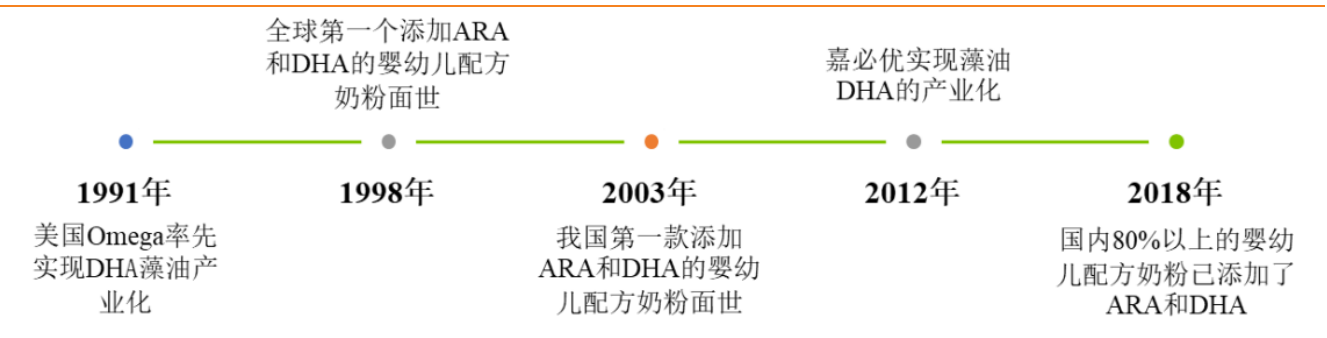 全球第一个添加ARA
和DHA的婴幼儿配方
奶粉面世
嘉必优实现藻油
DHA的产业化
1991年
1998年
2003年
2012年
2018年
美国Omega率先
实现DHA藻油产
业化
我国第一款添加
ARA和DHA的婴幼
儿配方奶粉面世
国内80%以上的婴幼
儿配方奶粉已添加了
ARA和DHA